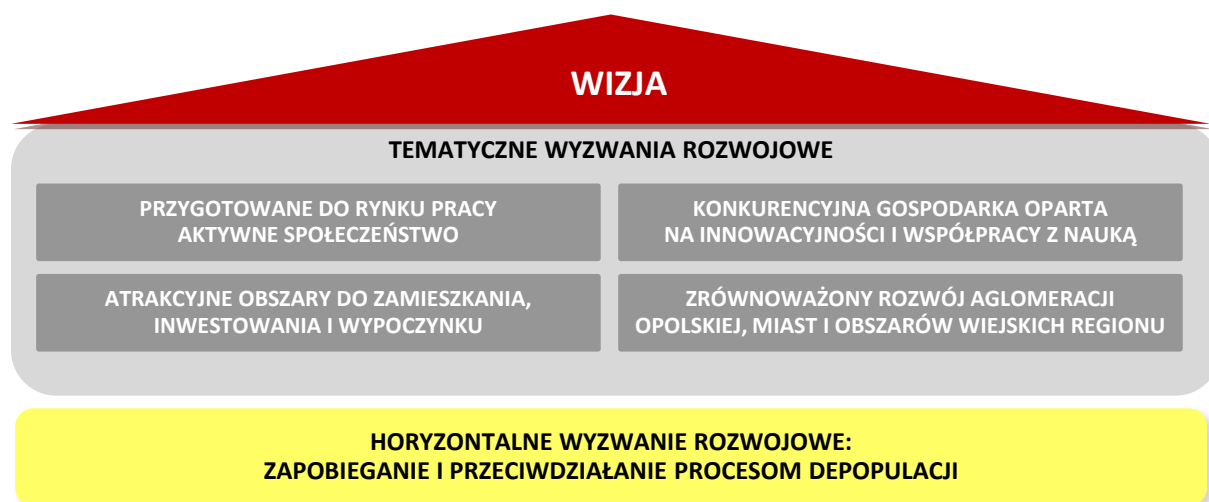 WIZJA
TEMATYCZNE WYZWANIA ROZWOJOWE
PRZYGOTOWANE DO RYNKU PRACY
AKTYWNE SPOŁECZEŃSTWO
KONKURENCYJNA GOSPODARKA OPARTA
NA INNOWACYJNOŚCI I WSPÓŁPRACY Z NAUKĄ
ATRAKCYJNE OBSZARY DO ZAMIESZKANIA,
INWESTOWANIA I WYPOCZYNKU
ZRÓWNOWAŻONY ROZWÓJ AGLOMERACJI
OPOLSKIEJ, MIAST I OBSZARÓW WIEJSKICH REGIONU
HORYZONTALNE WYZWANIE ROZWOJOWE:
ZAPOBIEGANIE I PRZECIWDZIAŁANIE PROCESOM DEPOPULACJI